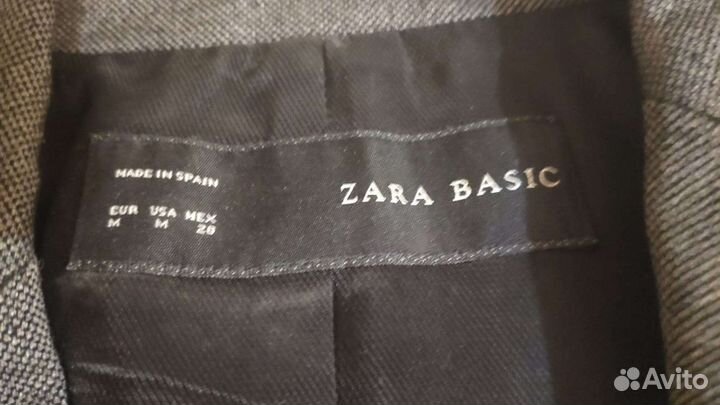 MADE IN SPAIN
ZARA BASIC
EUR USA MEX
M M 28
Avito